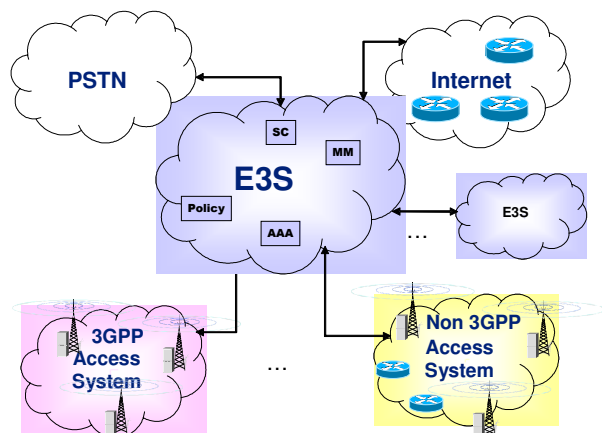 PSTN
Internet
SC
MM
E3S
Policy
AAA
E3S
...
3GPP
Access
System
...
Non 3GPP
Access
System